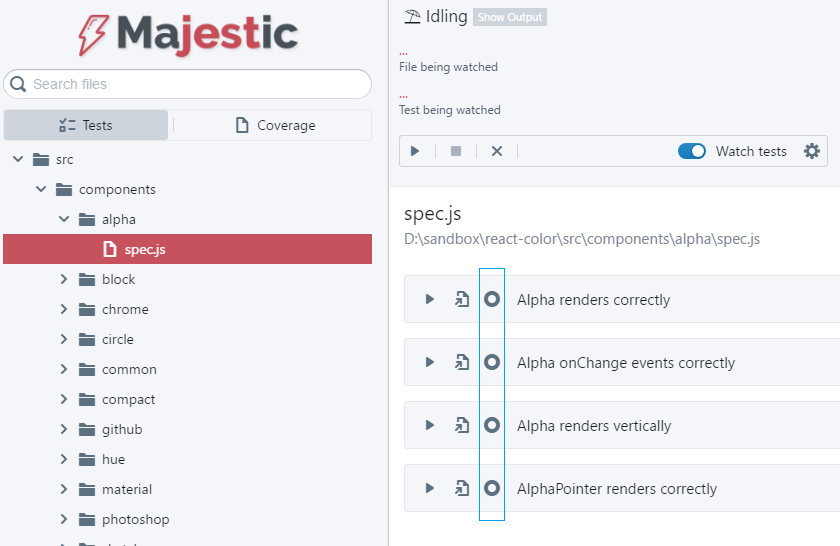 Majestic
Search files
Tests
Coverage
src
components
alpha
spec.js
block
chrome
circle
common
compact
github
hue
material
photoshop
Idling Show Output
...
File being watched
...
Test being watched
Watch tests
spec.js
D:\sandbox\react-color\src\components\alpha\spec.js
Alpha renders correctly
Alpha onChange events correctly
Alpha renders vertically
AlphaPointer renders correctly